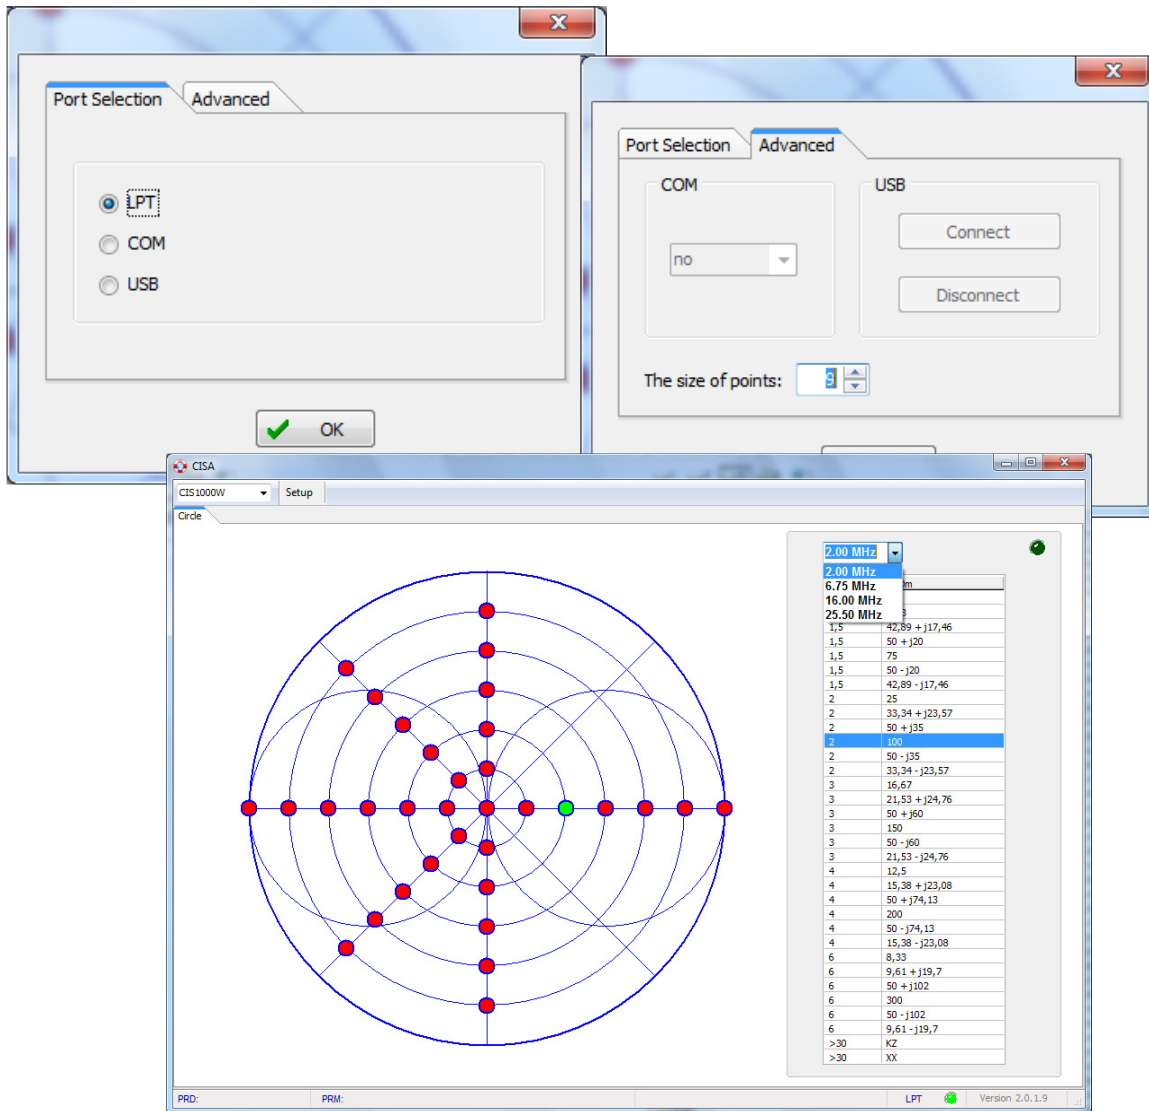 Port Selection Advanced
LPT
COM
USB
OK
Port Selection Advanced
COM USB
no
Connect
Disconnect
The size of points: 9
CISA
CIS1000W Setup
Circle
2.00 MHz
2.00 MHz
6.75 MHz
16.00 MHz
25.50 MHz
1,5 42,89 + j17,46
1,5 50 + j20
1,5 75
1,5 50 - j20
1,5 42,89 - j17,46
2 25
2 33,34 + j23,57
2 50 + j35
2 100
2 50 - j35
2 33,34 - j23,57
3 16,67
3 21,53 + j24,76
3 50 + j60
3 150
3 50 - j60
3 21,53 - j24,76
4 12,5
4 15,38 + j23,08
4 50 + j74,13
4 200
4 50 - j74,13
4 15,38 - j23,08
6 8,33
6 9,61 + j19,7
6 50 + j102
6 300
6 50 - j102
6 9,61 - j19,7
>30 KZ
>30 XX
PRD: PRM: LPT Version 2.0.1.9